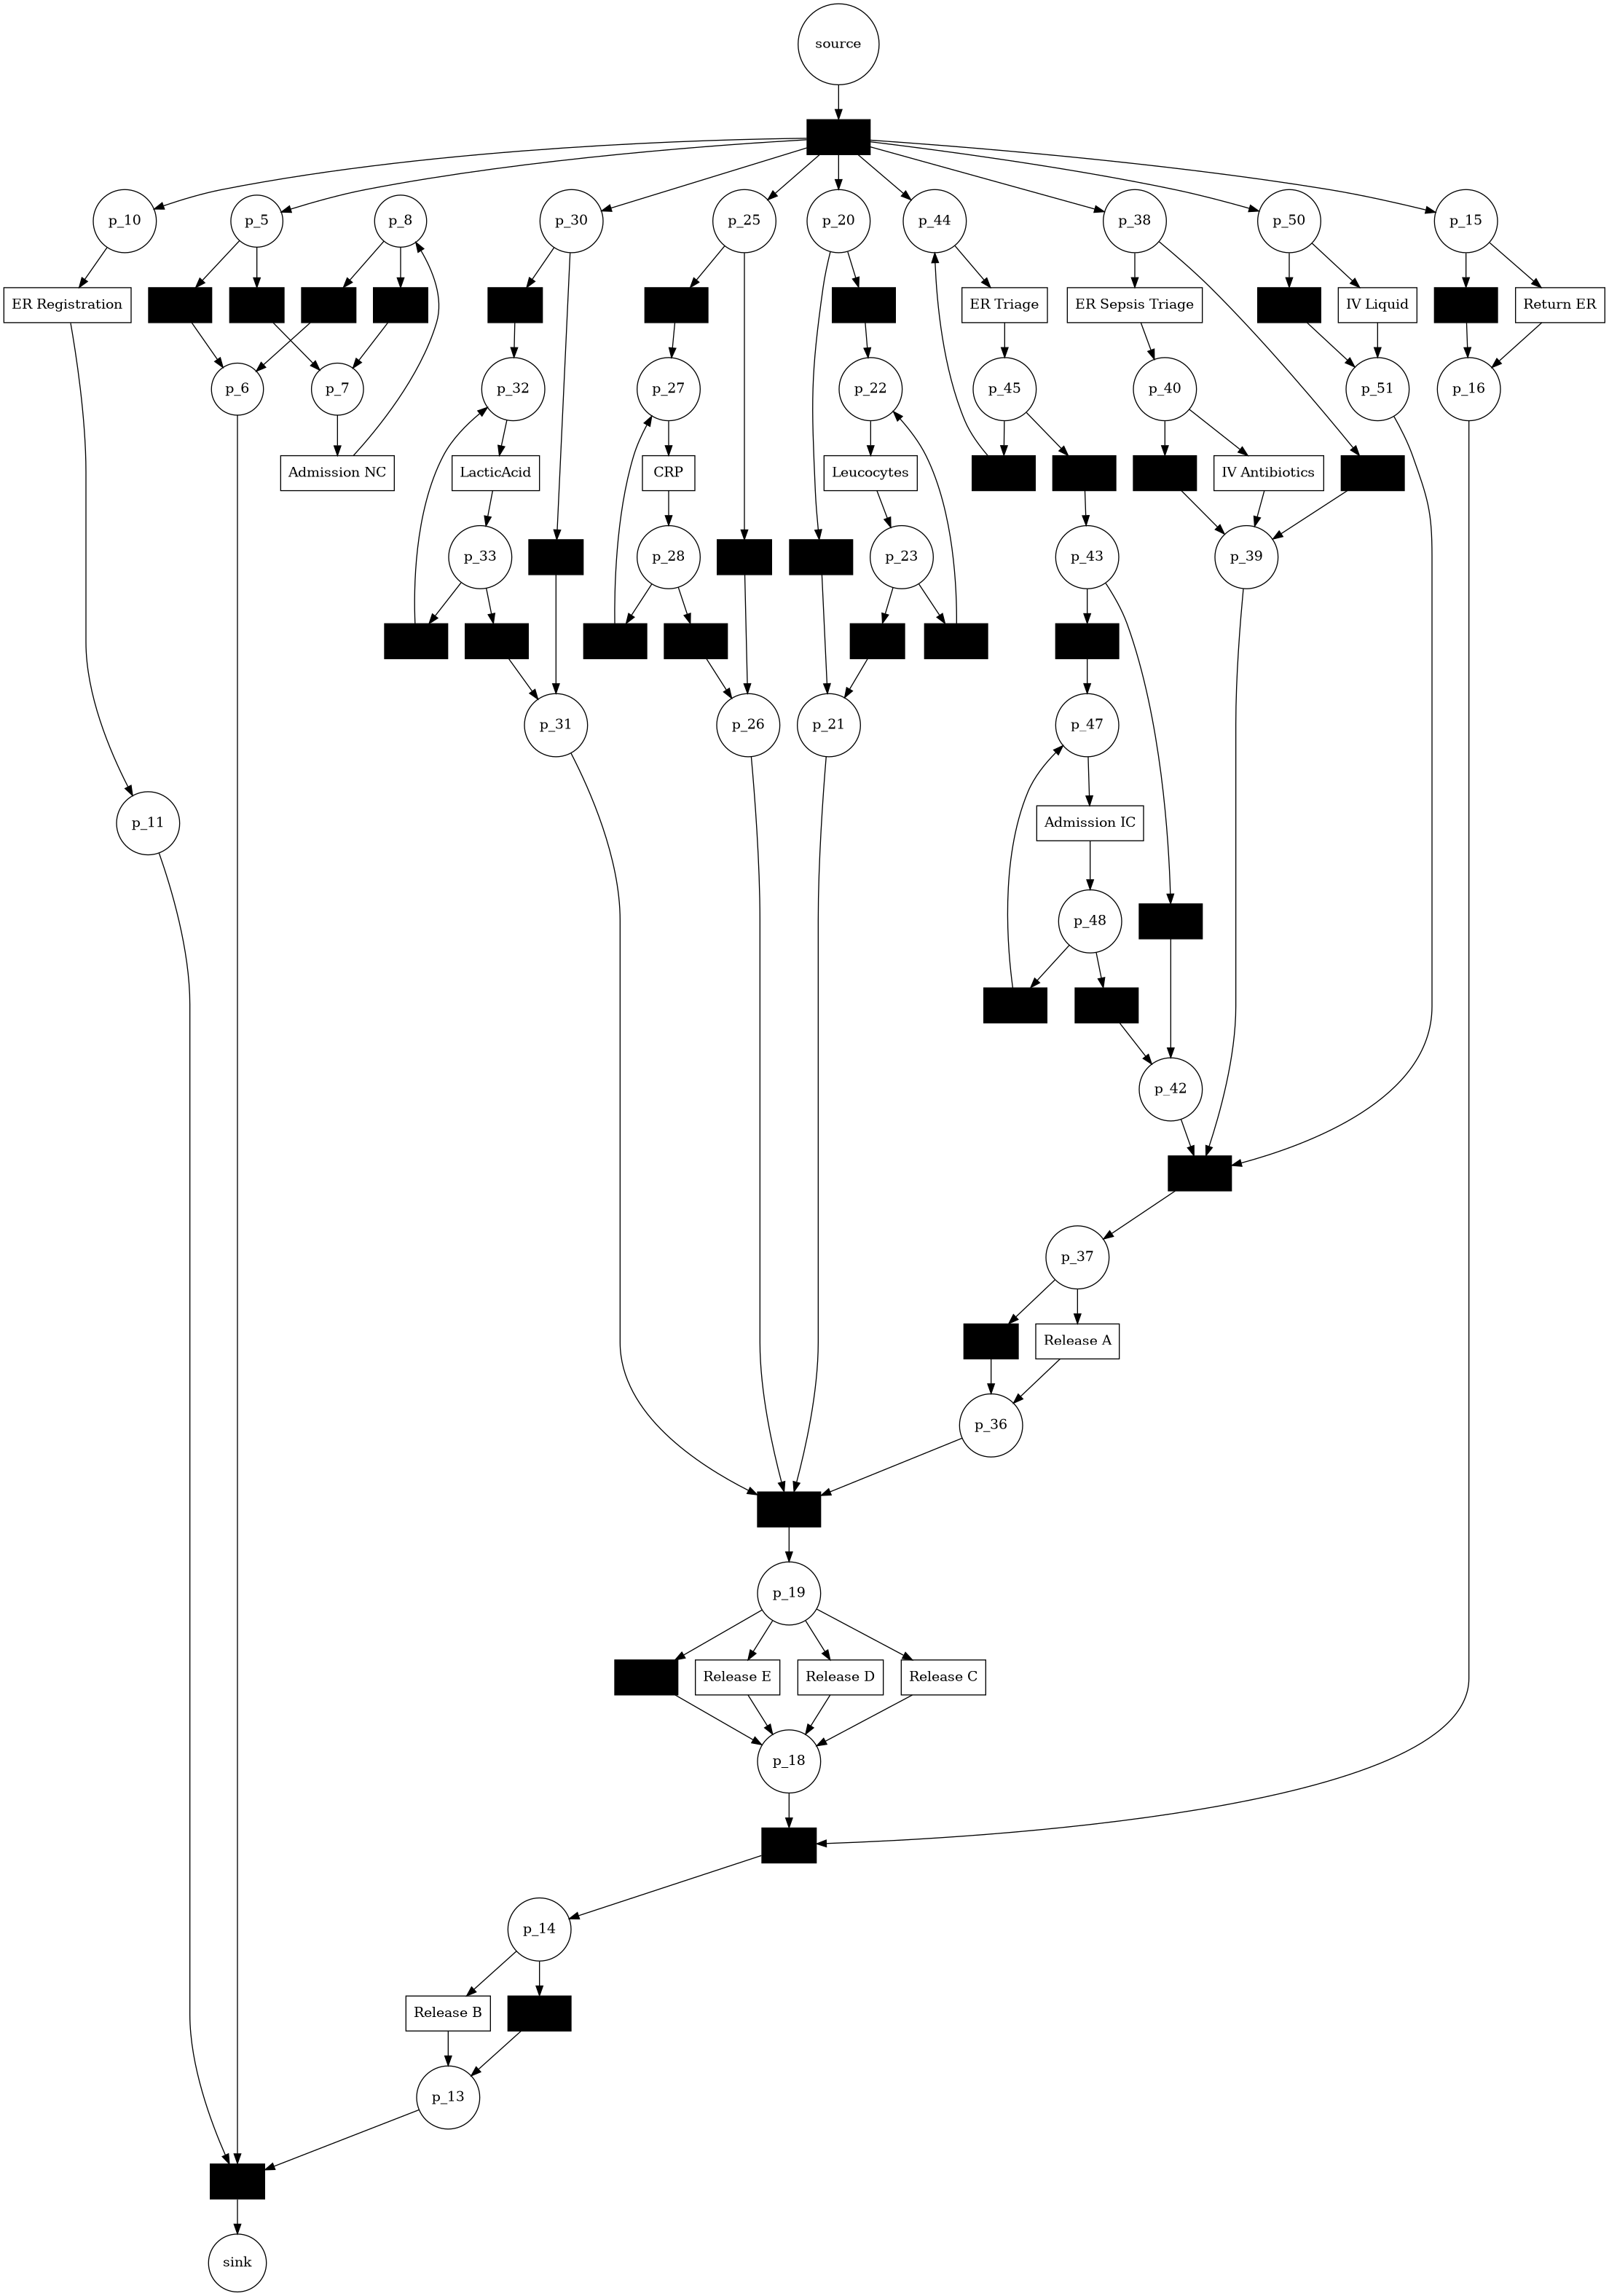 source
p_10
p_5
p_8
p_30
p_25
p_20
p_44
p_38
p_50
p_15
ER Registration
ER Triage
ER Sepsis Triage
IV Liquid
Return ER
p_6
p_7
p_32
p_27
p_22
p_45
p_40
p_51
p_16
Admission NC
LacticAcid
CRP
Leucocytes
IV Antibiotics
p_33
p_28
p_23
p_43
p_39
p_31
p_26
p_21
p_47
p_11
Admission IC
p_48
p_42
p_37
Release A
p_36
p_19
Release E
Release D
Release C
p_18
p_14
Release B
p_13
sink